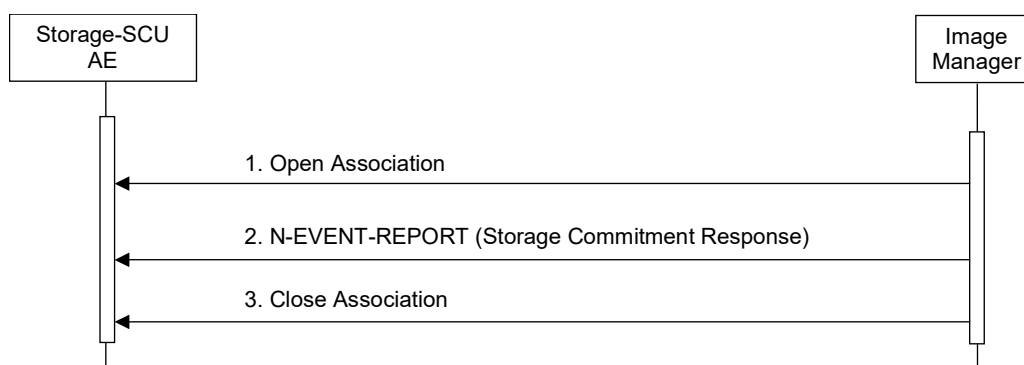 Storage-SCU
AE
Image
Manager
1. Open Association
2. N-EVENT-REPORT (Storage Commitment Response)
3. Close Association